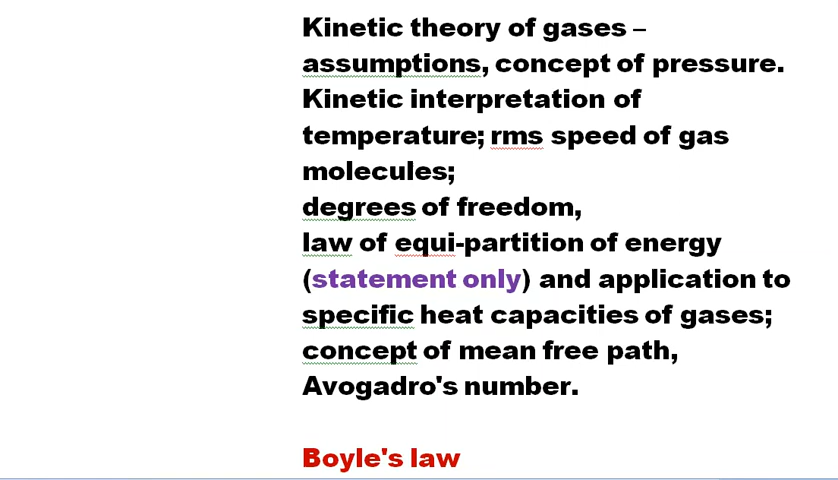 Kinetic theory of gases –
assumptions, concept of pressure.
Kinetic interpretation of
temperature; rms speed of gas
molecules;
degrees of freedom,
law of equi-partition of energy
(statement only) and application to
specific heat capacities of gases;
concept of mean free path,
Avogadro's number.
Boyle's law